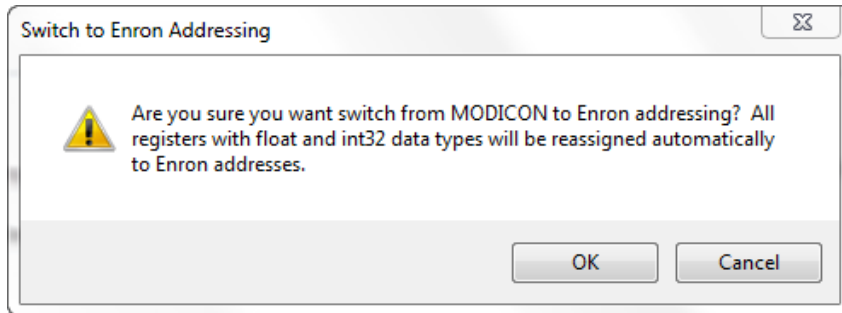 Switch to Enron Addressing
Are you sure you want switch from MODICON to Enron addressing?  All
registers with float and int32 data types will be reassigned automatically
to Enron addresses.
OK
Cancel